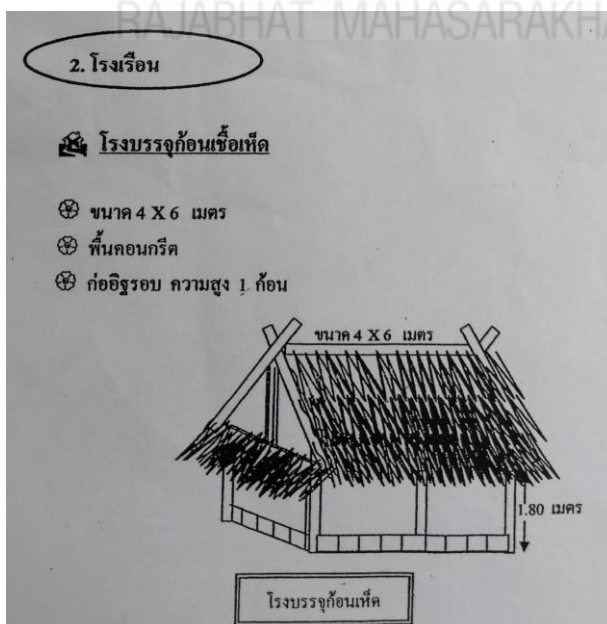 RAJABHAT MAHASARAKHA
2. โรงเรือน
โรงบรรจุก้อนเชื้อเห็ด
ขนาด 4 X 6 เมตร
พื้นคอนกรีต
ก่ออิฐรอบ ความสูง 1 ก้อน
ขนาด 4 X 6 เมตร
1.80 เมตร
โรงบรรจุก้อนเห็ด